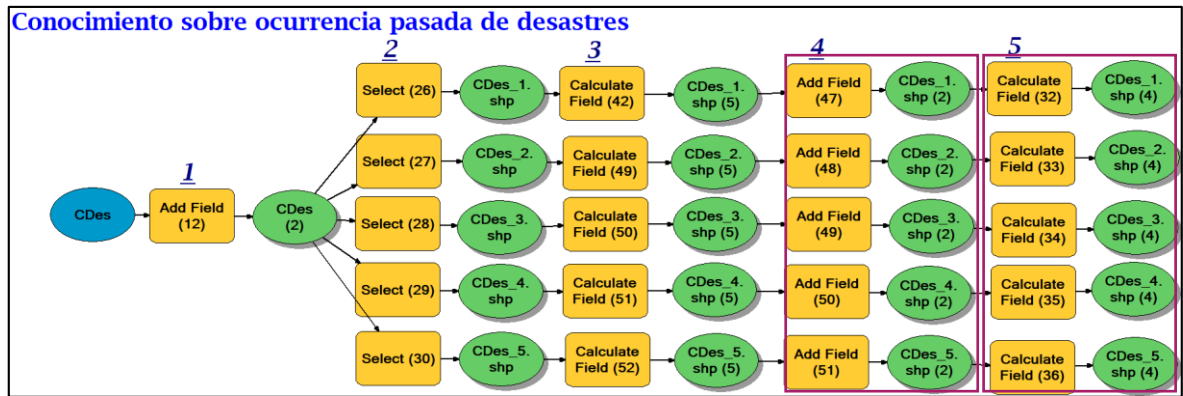 Conocimiento sobre ocurrencia pasada de desastres
1
2
3
4
5
CDes
Add Field
(12)
CDes
(2)
Select (26)
CDes_1.
shp
Calculate
Field (42)
CDes_1.
shp (5)
Add Field
(47)
CDes_1.
shp (2)
Calculate
Field (32)
CDes_1.
shp (4)
Select (27)
CDes_2.
shp
Calculate
Field (49)
CDes_2.
shp (5)
Add Field
(48)
CDes_2.
shp (2)
Calculate
Field (33)
CDes_2.
shp (4)
Select (28)
CDes_3.
shp
Calculate
Field (50)
CDes_3.
shp (5)
Add Field
(49)
CDes_3.
shp (2)
Calculate
Field (34)
CDes_3.
shp (4)
Select (29)
CDes_4.
shp
Calculate
Field (51)
CDes_4.
shp (5)
Add Field
(50)
CDes_4.
shp (2)
Calculate
Field (35)
CDes_4.
shp (4)
Select (30)
CDes_5.
shp
Calculate
Field (52)
CDes_5.
shp (5)
Add Field
(51)
CDes_5.
shp (2)
Calculate
Field (36)
CDes_5.
shp (4)